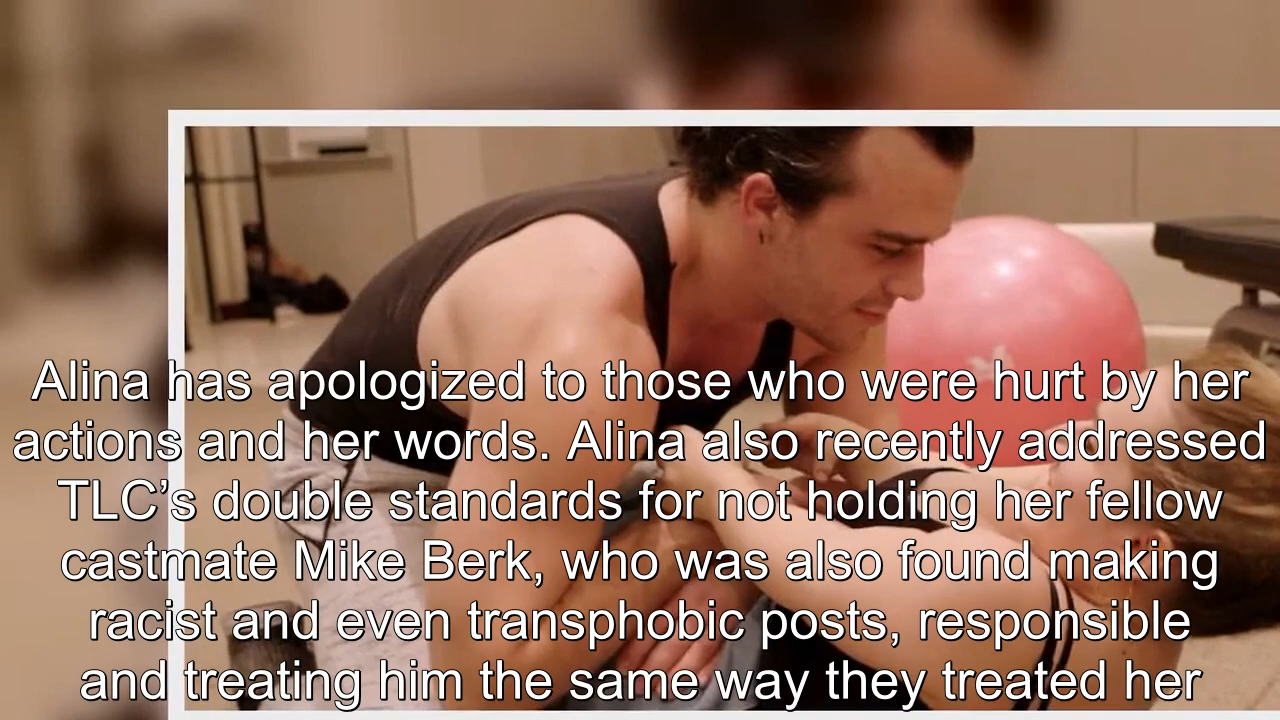 Alina has apologized to those who were hurt by her
actions and her words. Alina also recently addressed
TLC’s double standards for not holding her fellow
castmate Mike Berk, who was also found making
racist and even transphobic posts, responsible
and treating him the same way they treated her